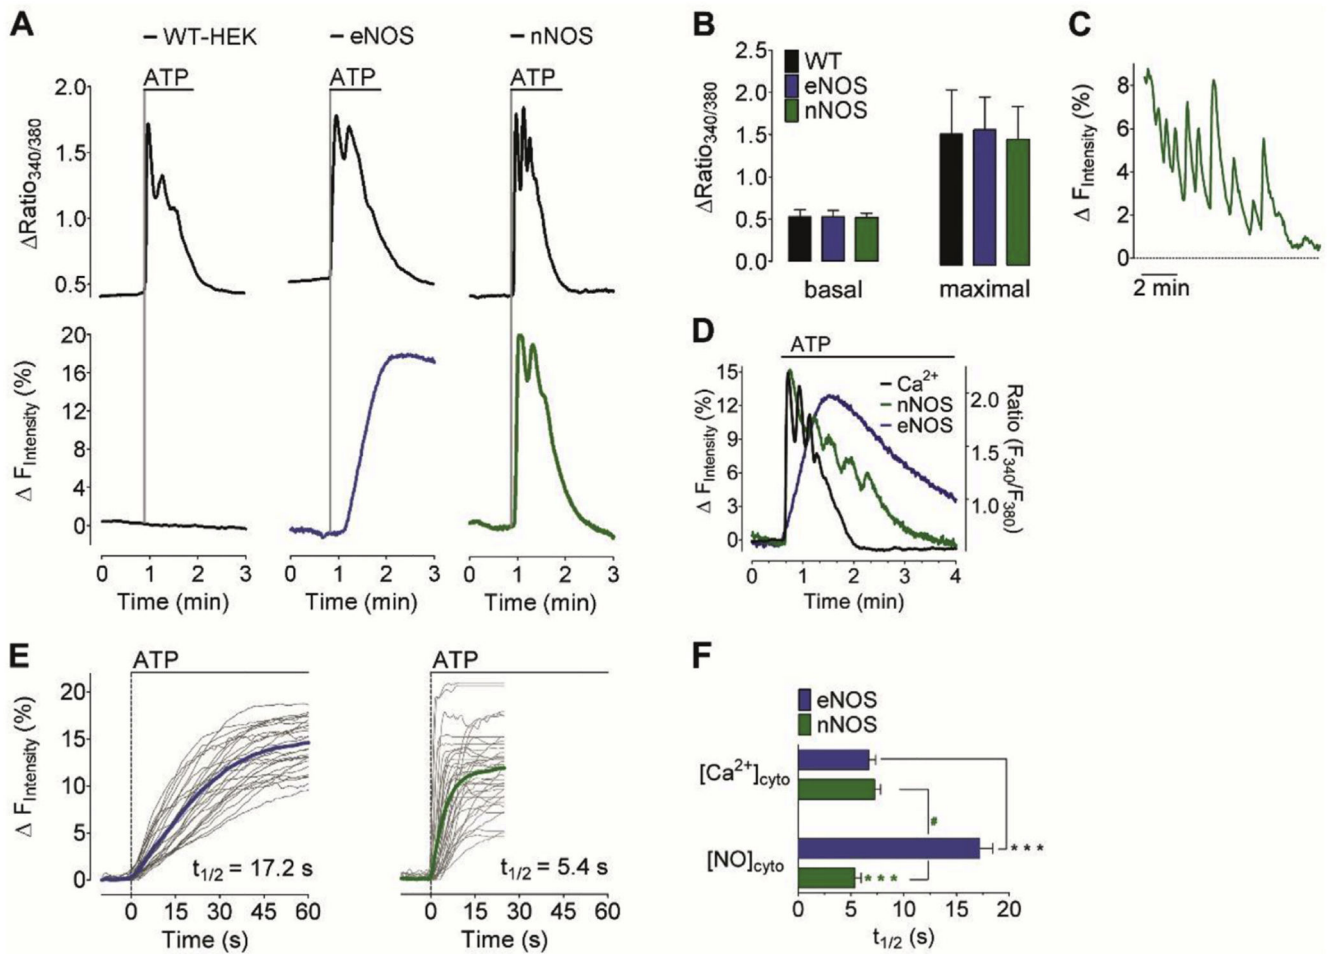 A
– WT-HEK
– eNOS
– nNOS
ATP
ATP
ATP
ΔRatio340/380
2.0
1.5
1.0
0.5
Δ FIntensity (%)
20
16
12
8
4
0
0 1 2 3
0 1 2 3
0 1 2 3
Time (min)
Time (min)
Time (min)
B
ΔRatio340/380
2.5
2.0
1.5
1.0
0.5
0.0
WT
eNOS
nNOS
basal
maximal
C
Δ FIntensity (%)
8
6
4
2
0
2 min
D
ATP
Δ FIntensity (%)
15
12
9
6
3
0
Ca2+
nNOS
eNOS
2.0
1.5
1.0
Ratio (F340/F380)
0 1 2 3 4
Time (min)
E
ATP
ATP
Δ FIntensity (%)
20
15
10
5
0
t1/2 = 17.2 s
t1/2 = 5.4 s
0 15 30 45 60
0 15 30 45 60
Time (s)
Time (s)
F
eNOS
nNOS
[Ca2+]cyto
#
[NO]cyto
***
***
0 5 10 15 20
t1/2 (s)